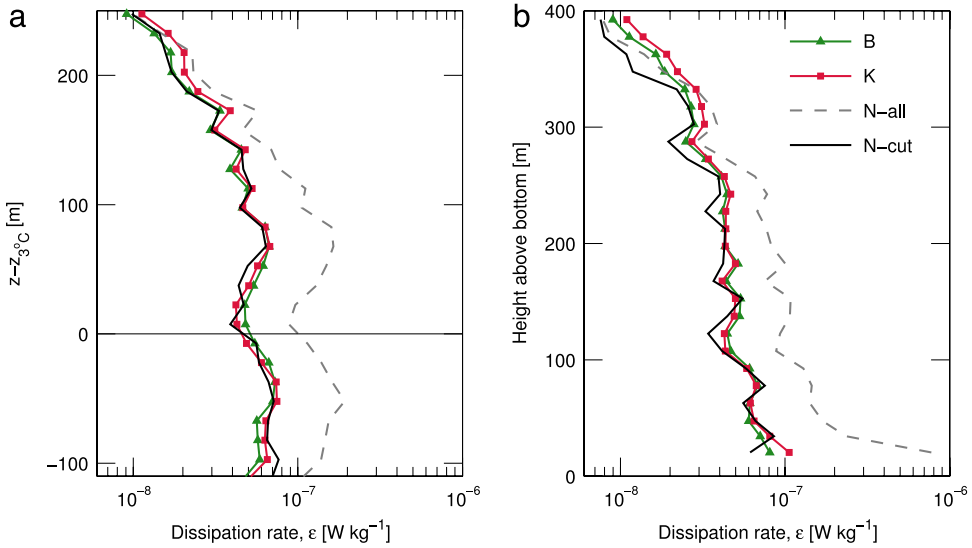 a
200
100
0
−100
z−z3°C [m]
10−8
10−7
10−6
Dissipation rate, ε [W kg−1]
b
400
300
200
100
0
Height above bottom [m]
10−8
10−7
10−6
Dissipation rate, ε [W kg−1]
B
K
N−all
N−cut